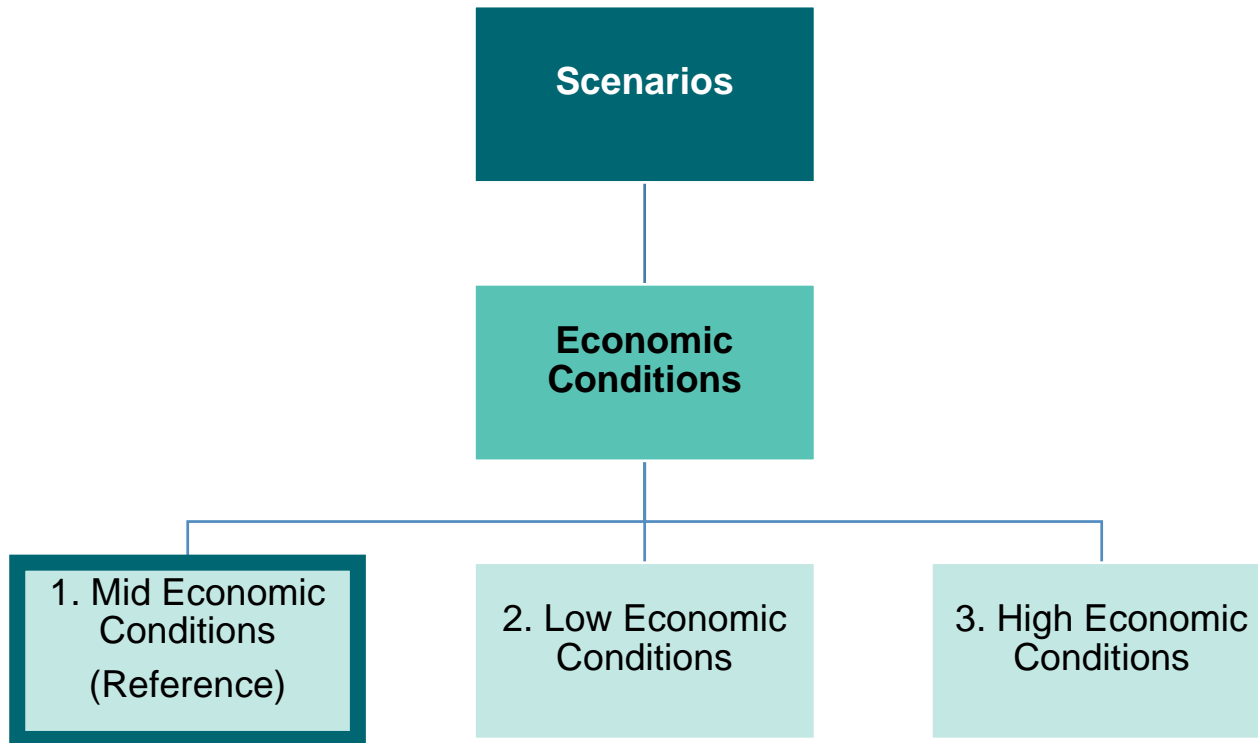 Scenarios
Economic
Conditions
1. Mid Economic
Conditions
(Reference)
2. Low Economic
Conditions
3. High Economic
Conditions